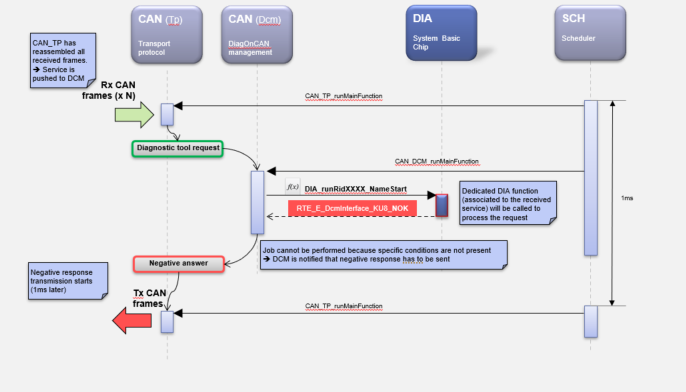 CAN (Tp)
Transport
protocol
CAN (Dcm)
DiagOnCAN
management
DIA
System Basic
Chip
SCH
Scheduler
CAN_TP has
reassembled all
received frames.
➔ Service is
pushed to DCM
Rx CAN
frames (x N)
CAN_TP_runMainFunction
Diagnostic tool request
CAN_DCM_runMainFunction
f(x) DIA_runRidXXXX_NameStart
RTE_E_DcmInterface_KU8_NOK
Dedicated DIA function
(associated to the received
service) will be called to
process the request
1ms
Job cannot be performed because specific conditions are not present
➔ DCM is notified that negative response has to be sent
Negative answer
Negative response
transmission starts
(1ms later)
Tx CAN
frames
CAN_TP_runMainFunction